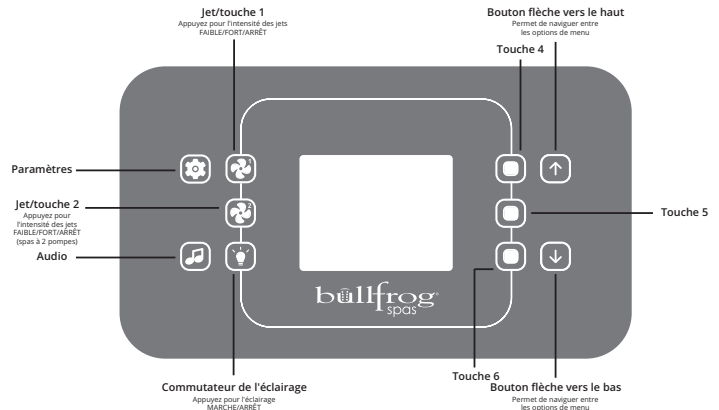 Jet/touche 1
Appuyez pour l'intensité des jets
FAIBLE/FORT/ARRÊT
Bouton flèche vers le haut
Permet de naviguer entre
les options de menu
Touche 4
Paramètres
1
Jet/touche 2
Appuyez pour
l'intensité des jets
FAIBLE/FORT/ARRÊT
(spas à 2 pompes)
2
Touche 5
Audio
bullfrog
spas
Touche 6
Commutateur de l'éclairage
Appuyez pour l'éclairage
MARCHE/ARRÊT
Bouton flèche vers le bas
Permet de naviguer entre
les options de menu